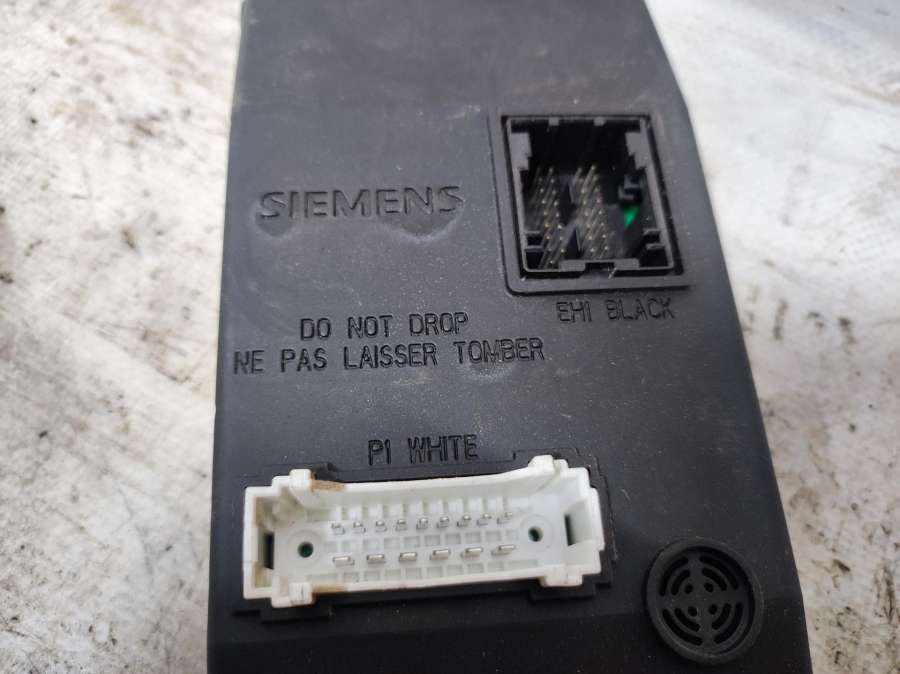 SIEMENS
EH1 BLACK
DO NOT DROP
NE PAS LAISSER TOMBER
P1 WHITE